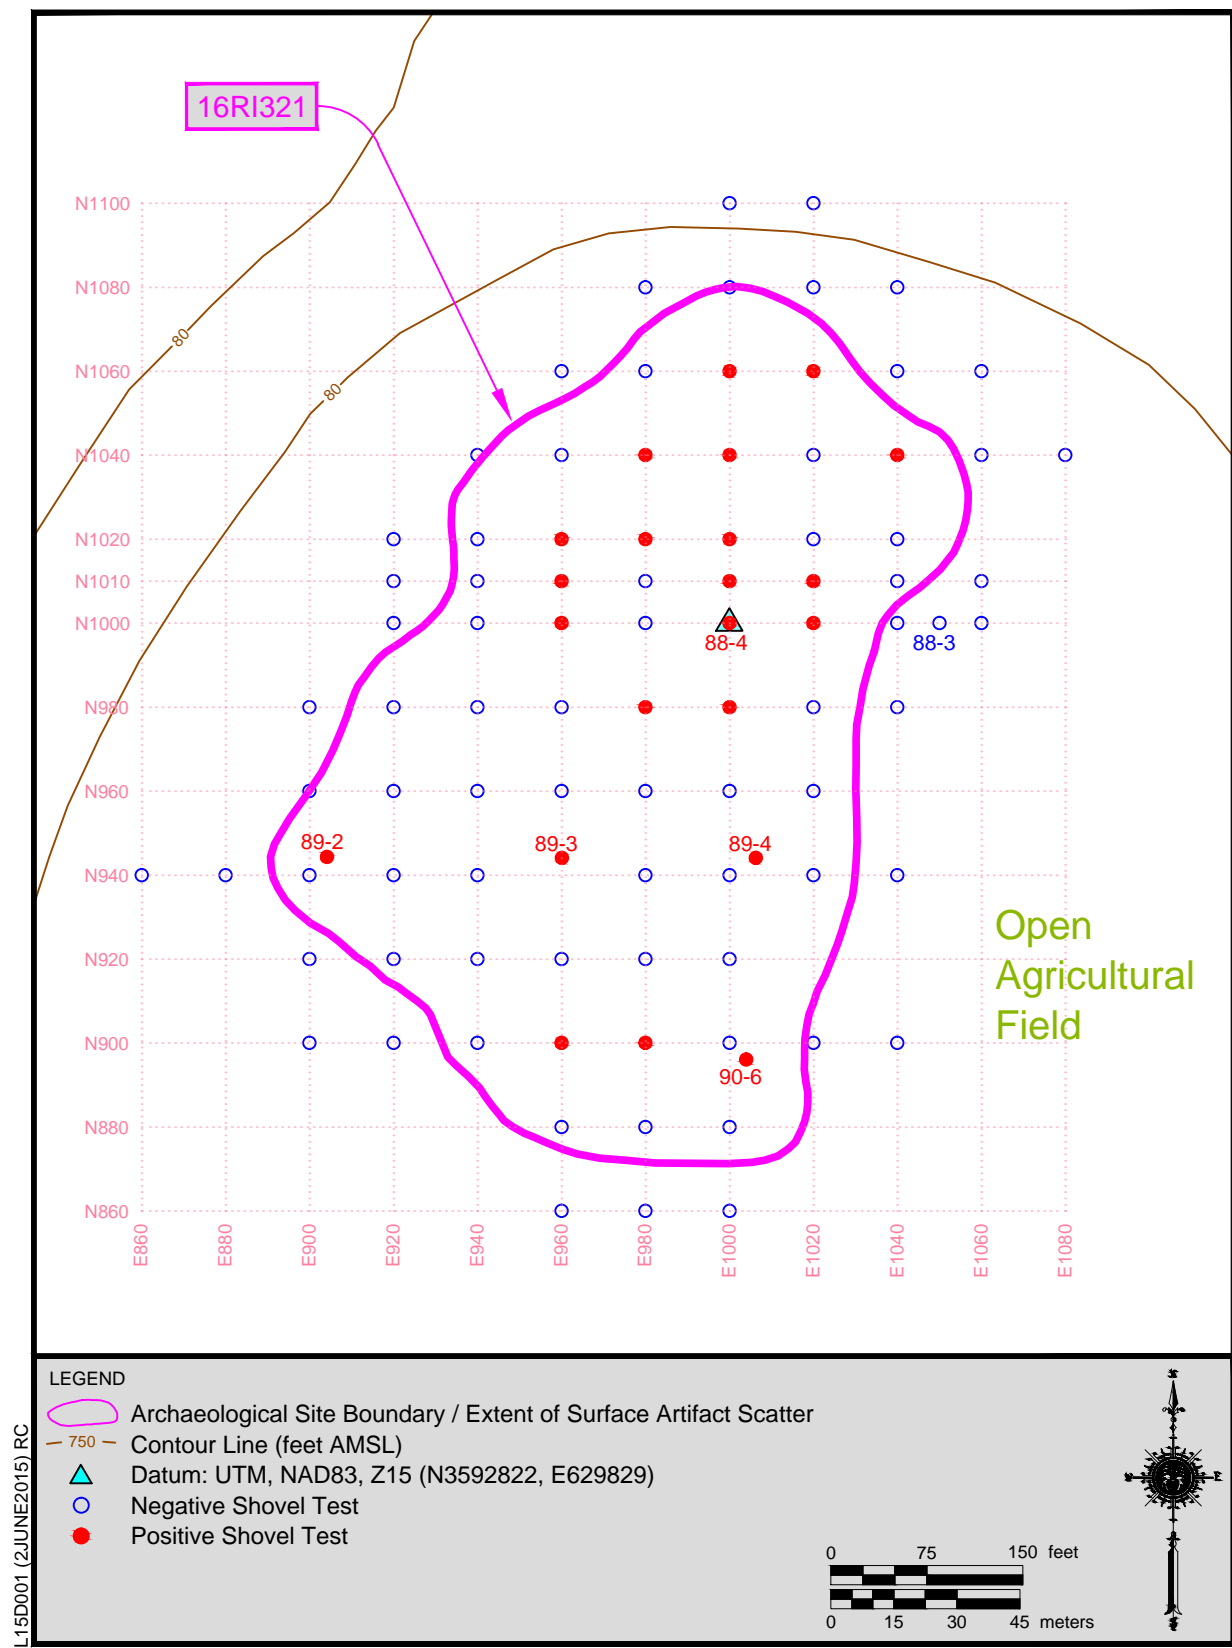 16RI321
N1100
N1080
80
N1060
80
N1040
N1020
N1010
N1000
88-4
88-3
N980
N960
89-2
89-3
89-4
N940
Open
Agricultural
Field
N920
N900
90-6
N880
N860
E860
E880
E900
E920
E940
E960
E980
E1000
E1020
E1040
E1060
E1080
LEGEND
Archaeological Site Boundary / Extent of Surface Artifact Scatter
750
Contour Line (feet AMSL)
Datum: UTM, NAD83, Z15 (N3592822, E629829)
Negative Shovel Test
Positive Shovel Test
0 75 150 feet
0 15 30 45 meters
L15D001 (2JUNE2015) RC